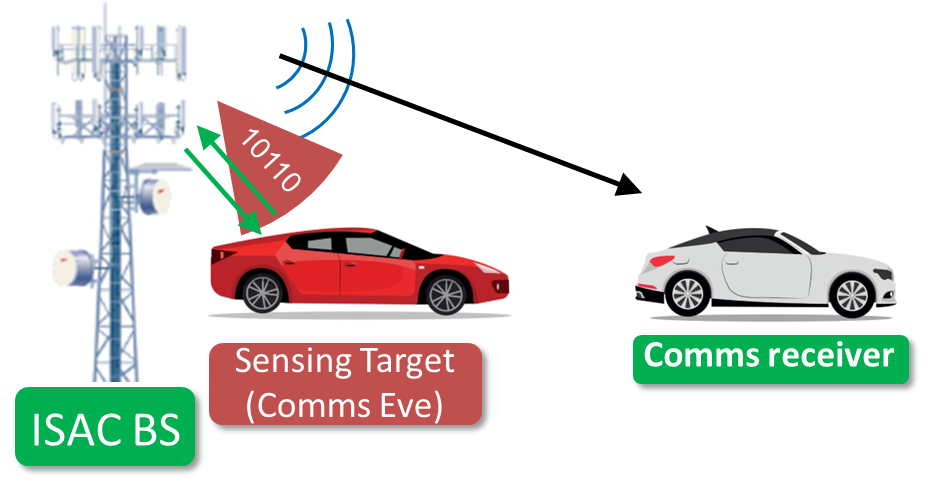 10110
Sensing Target
(Comms Eve)
Comms receiver
ISAC BS